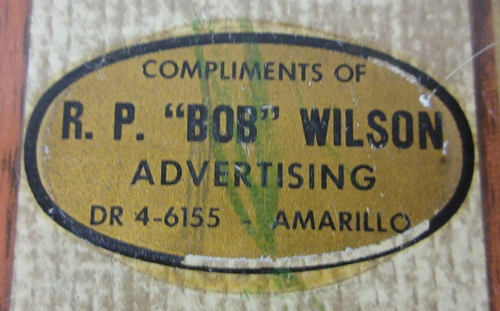 COMPLIMENTS OF
R. P. "BOB" WILSON
ADVERTISING
DR 4-6155 - AMARILLO